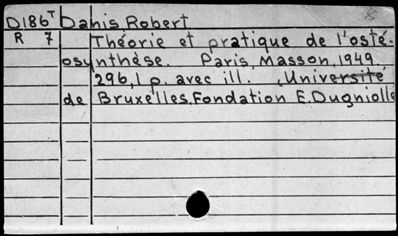 D186T Danis Robert
R 7 Théorie et pratique de l'osté-
osynthèse. Paris, Masson, 1949.
296, 1 p. avec ill. (Université
de Bruxelles. Fondation E. Dugniolle